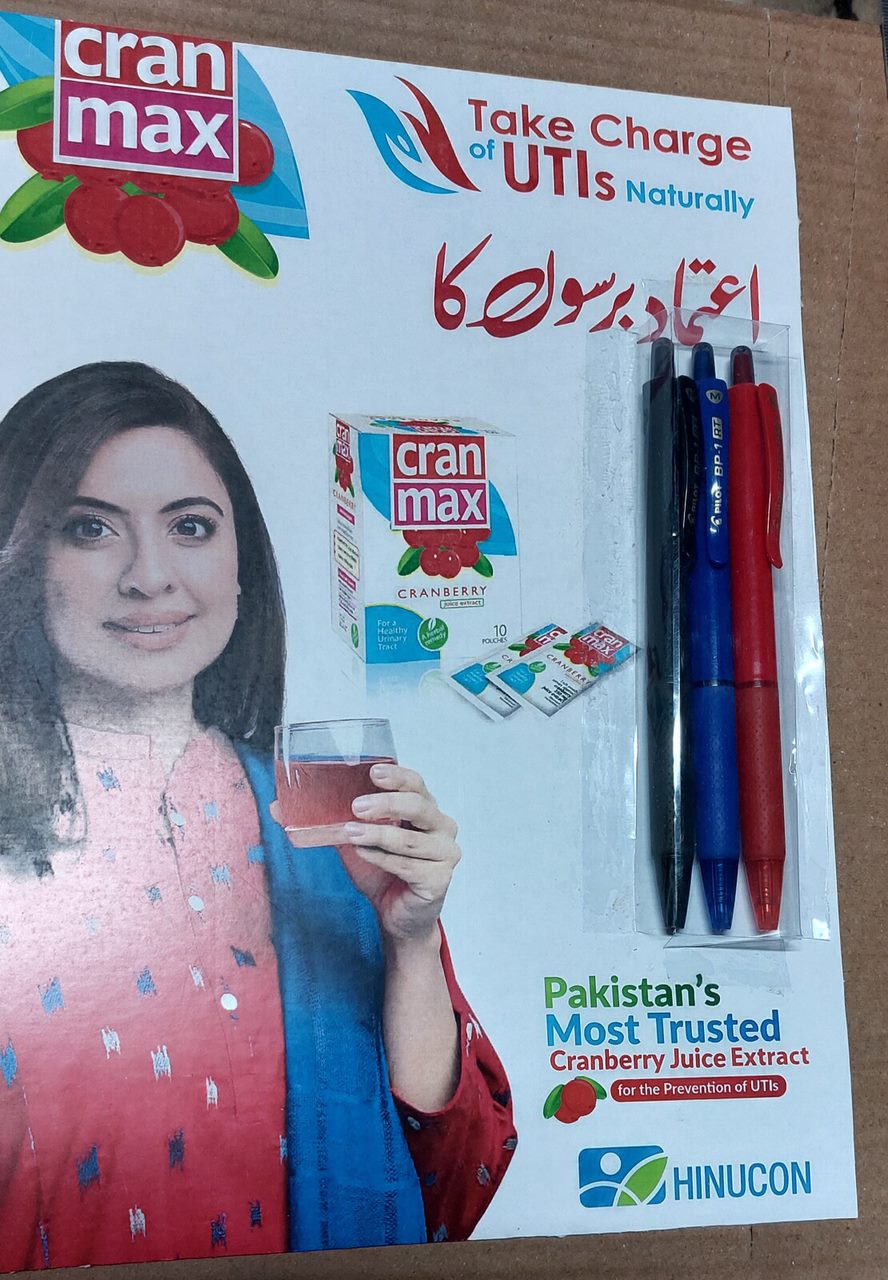 cran
max
Take Charge
of UTIs Naturally
اعتماد برسوں کا
cran
max
cran
max
CRANBERRY
juice extract
For a
Healthy
Urinary
Tract
A herbal
remedy
10
POUCHES
cran
max
CRANBERRY
PILOT BP-1 RT
M
PILOT BP-1 RT
Pakistan's
Most Trusted
Cranberry Juice Extract
for the Prevention of UTIs
HINUCON